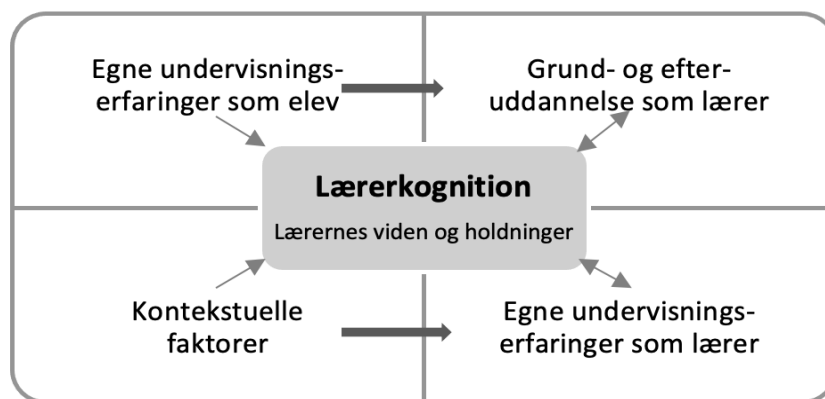 Egne undervisnings-
erfaringer som elev
Grund- og efter-
uddannelse som lærer
Lærerkognition
Lærernes viden og holdninger
Kontekstuelle
faktorer
Egne undervisnings-
erfaringer som lærer